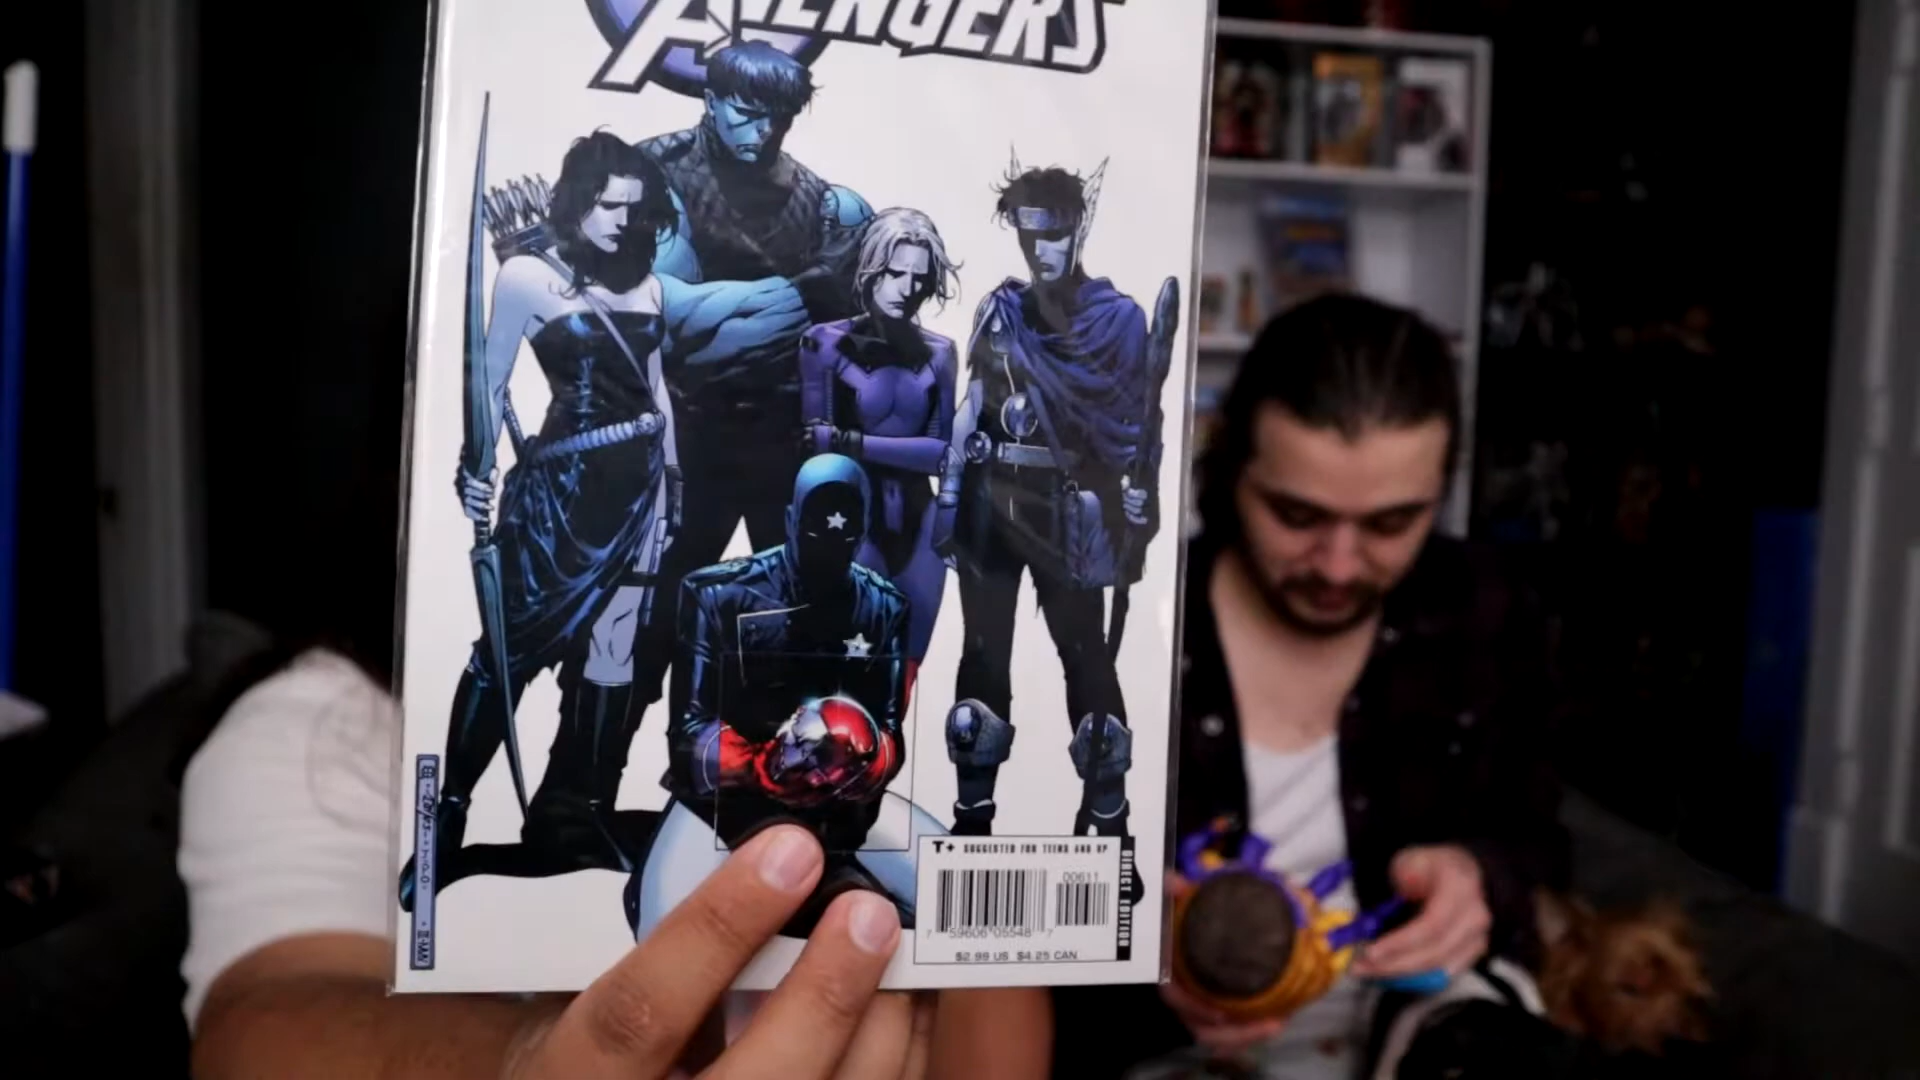 AVENGERS
T+ SUGGESTED FOR TEENS AND UP
00611
7 59606 05548 7
$2.99 US $4.25 CAN
DIRECT EDITION